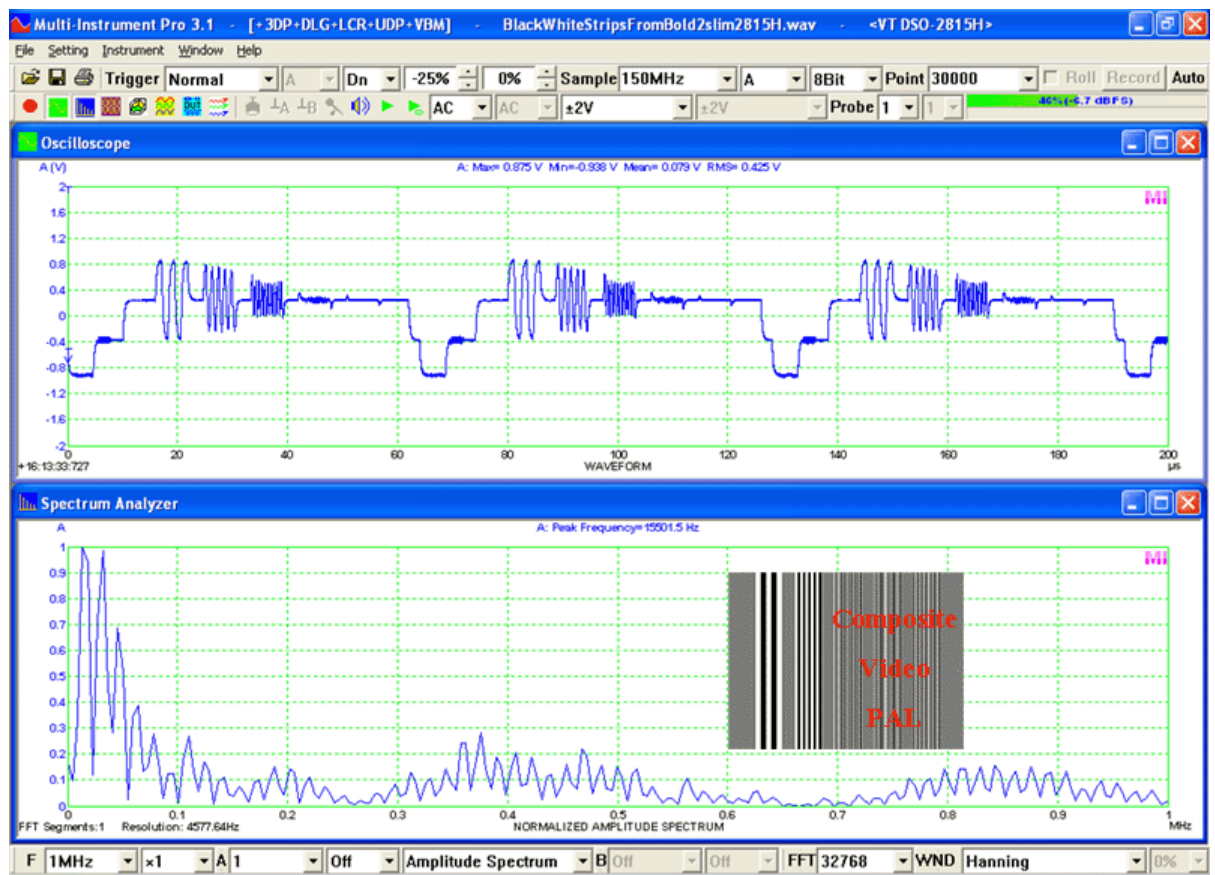 Multi-Instrument Pro 3.1 - [+3DP+DLG+LCR+UDP+VBM] - BlackWhiteStripsFromBold2slim2815H.wav - <VT DSO-2815H>
File Setting Instrument Window Help
Trigger Normal A Dn -25% 0% Sample 150MHz A 8Bit Point 30000 Roll Record Auto
DUT A B AC AC ±2V ±2V Probe 1 1 46%(-6.7 dBFS)
Oscilloscope
A (V) A: Max= 0.875 V Min=-0.938 V Mean= 0.079 V RMS= 0.425 V
2
MI
1.6
1.2
0.8
0.4
0
-0.4
-0.8
-1.2
-1.6
-2
0 20 40 60 80 100 120 140 160 180 200
+16:13:33:727 WAVEFORM µs
Spectrum Analyzer
A A: Peak Frequency=15501.5 Hz
1
MI
0.9
0.8
0.7
0.6
0.5
0.4
0.3
0.2
0.1
0
Composite
Video
PAL
0 0.1 0.2 0.3 0.4 0.5 0.6 0.7 0.8 0.9 1
FFT Segments:1 Resolution: 4577.64Hz NORMALIZED AMPLITUDE SPECTRUM MHz
F 1MHz ×1 A 1 Off Amplitude Spectrum B Off Off FFT 32768 WND Hanning 0%